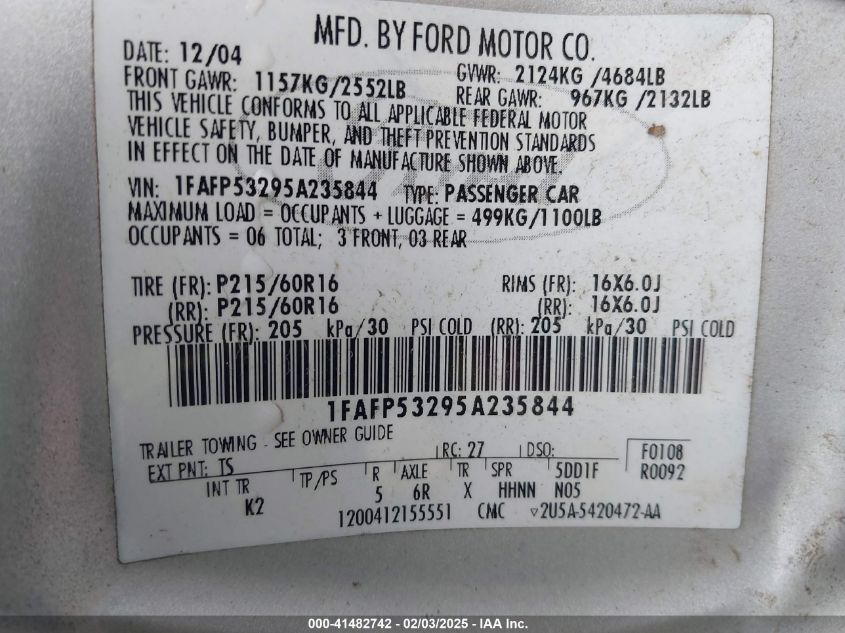 MFD. BY FORD MOTOR CO.
DATE: 12/04 GVWR: 2124KG /4684LB
FRONT GAWR: 1157KG/2552LB REAR GAWR: 967KG /2132LB
THIS VEHICLE CONFORMS TO ALL APPLICABLE FEDERAL MOTOR
VEHICLE SAFETY, BUMPER, AND THEFT PREVENTION STANDARDS
IN EFFECT ON THE DATE OF MANUFACTURE SHOWN ABOVE.
VIN: 1FAFP53295A235844 TYPE: PASSENGER CAR
MAXIMUM LOAD = OCCUPANTS + LUGGAGE = 499KG/1100LB
OCCUPANTS = 06 TOTAL; 3 FRONT, 03 REAR
TIRE (FR): P215/60R16 RIMS (FR): 16X6.0J
(RR): P215/60R16 (RR): 16X6.0J
PRESSURE (FR): 205 kPa/30 PSI COLD (RR): 205 kPa/30 PSI COLD
1FAFP53295A235844
TRAILER TOWING - SEE OWNER GUIDE
EXT PNT: TS RC: 27 DSO: F0108
R0092
INT TR TP/PS R AXLE TR SPR 5DD1F
K2 5 6R X HHNN N05
1200412155551 CMC ▽2U5A-5420472-AA
000-41482742 - 02/03/2025 - IAA Inc.